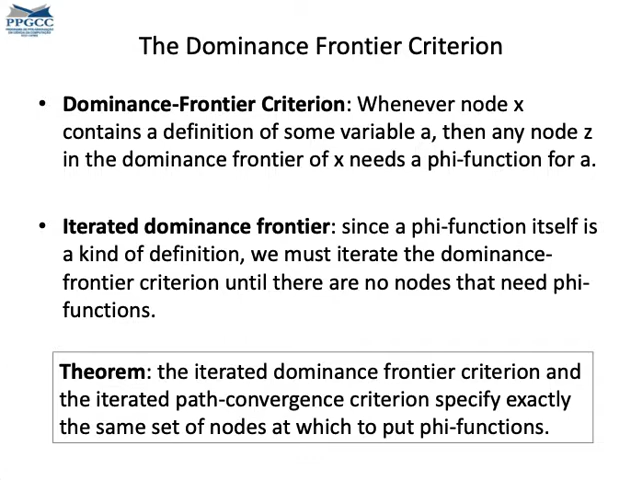 PPGCC
The Dominance Frontier Criterion
• Dominance-Frontier Criterion: Whenever node x
contains a definition of some variable a, then any node z
in the dominance frontier of x needs a phi-function for a.
• Iterated dominance frontier: since a phi-function itself is
a kind of definition, we must iterate the dominance-
frontier criterion until there are no nodes that need phi-
functions.
Theorem: the iterated dominance frontier criterion and
the iterated path-convergence criterion specify exactly
the same set of nodes at which to put phi-functions.